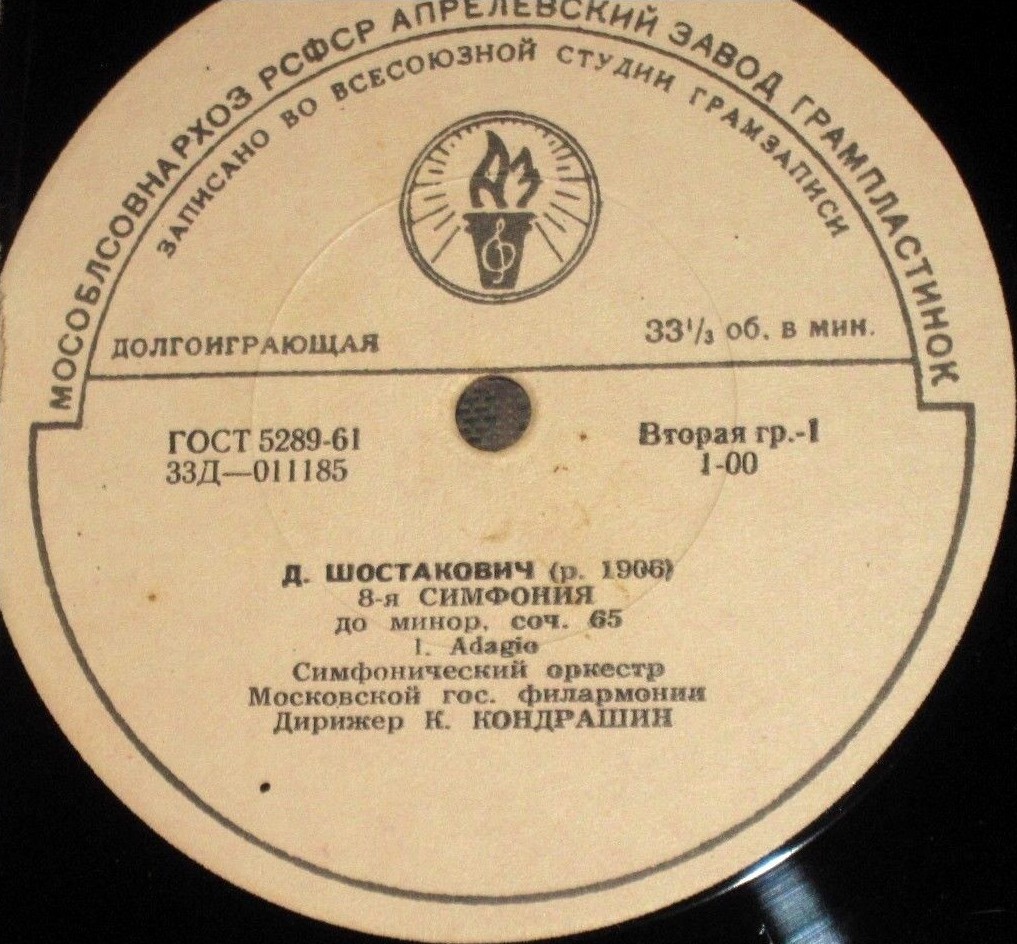 МОСОБЛСОВНАРХОЗ РСФСР АПРЕЛЕВСКИЙ ЗАВОД ГРАМПЛАСТИНОК
ЗАПИСАНО ВО ВСЕСОЮЗНОЙ СТУДИИ ГРАМЗАПИСИ
АЗ
ДОЛГОИГРАЮЩАЯ 33⅓ об. в мин.
ГОСТ 5289-61 Вторая гр.-1
33Д—011185 1-00
Д. ШОСТАКОВИЧ (р. 1906)
8-я СИМФОНИЯ
до минор, соч. 65
I. Adagio
Симфонический оркестр
Московской гос. филармонии
Дирижер К. КОНДРАШИН